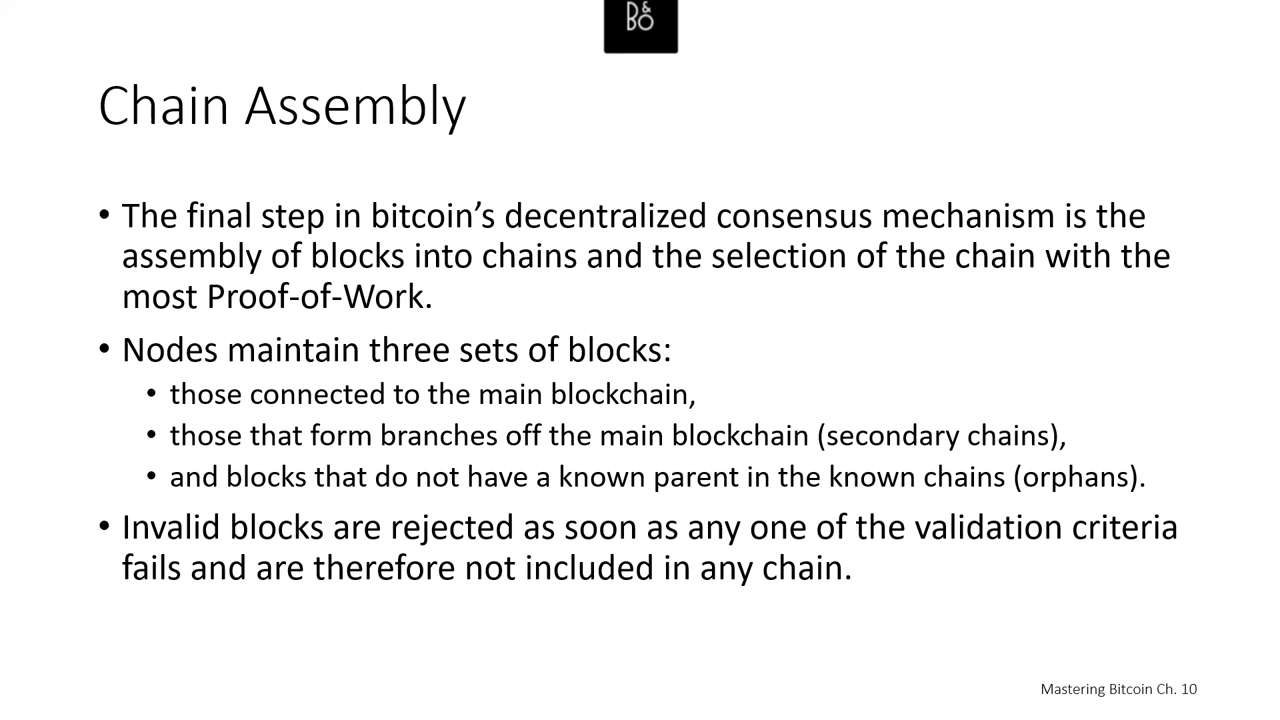 B&O
Chain Assembly
• The final step in bitcoin’s decentralized consensus mechanism is the
assembly of blocks into chains and the selection of the chain with the
most Proof-of-Work.
• Nodes maintain three sets of blocks:
• those connected to the main blockchain,
• those that form branches off the main blockchain (secondary chains),
• and blocks that do not have a known parent in the known chains (orphans).
• Invalid blocks are rejected as soon as any one of the validation criteria
fails and are therefore not included in any chain.
Mastering Bitcoin Ch. 10